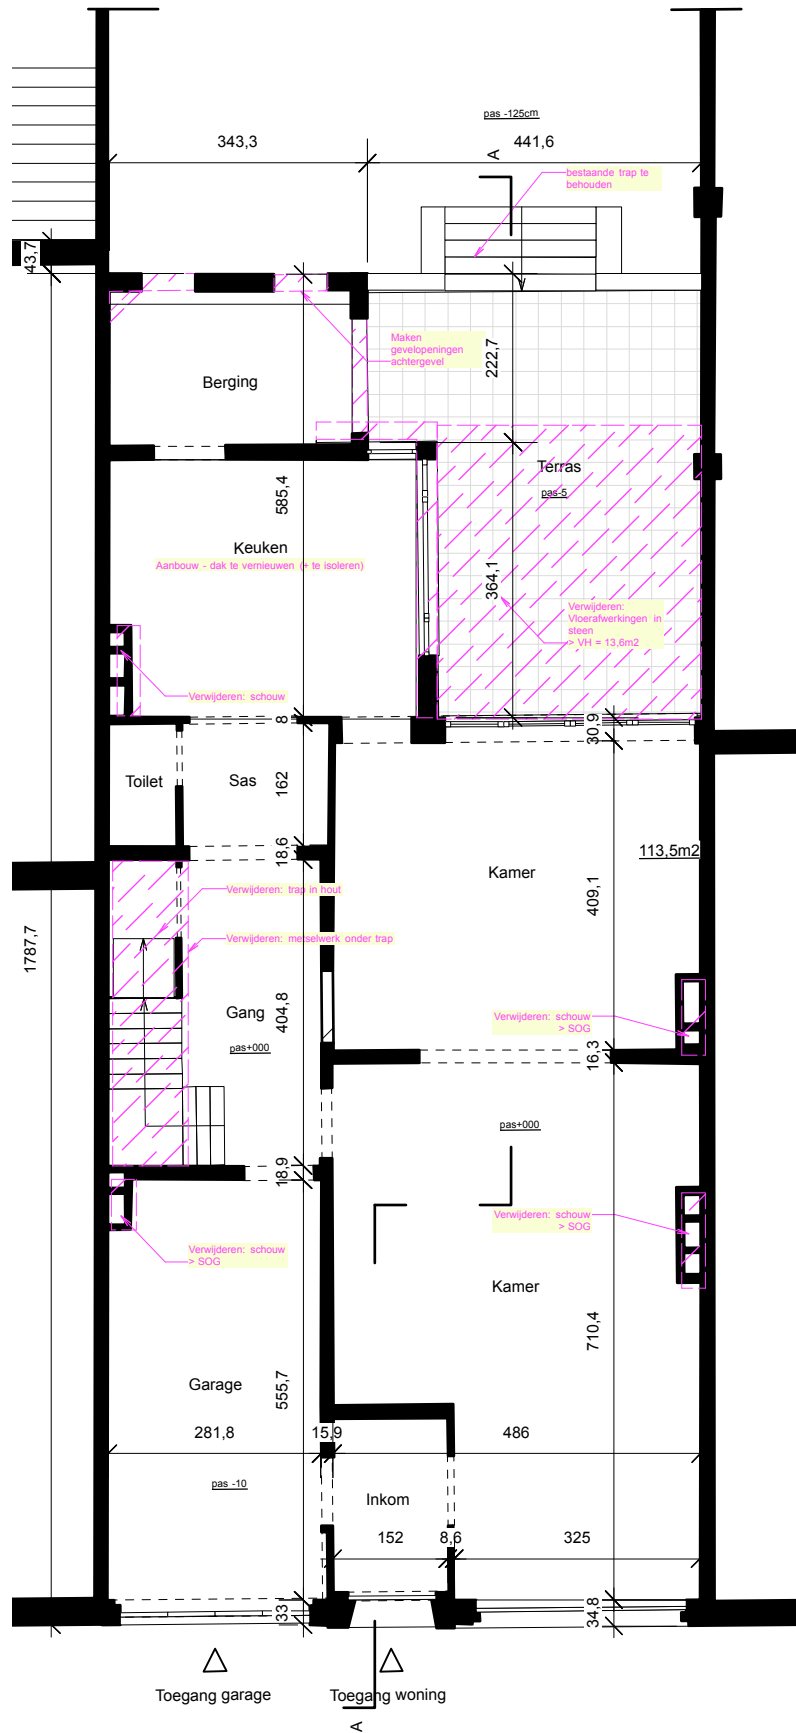 pas -125cm
343,3
441,6
A
bestaande trap te
behouden
43,7
Maken
gevelopeningen
achtergevel
222,7
Berging
Terras
pas-5
585,4
Keuken
Aanbouw - dak te vernieuwen (+ te isoleren)
364,1
Verwijderen:
Vloerafwerkingen in
steen
> VH = 13,6m2
Verwijderen: schouw
8
30,9
Toilet
Sas
162
18,6
113,5m2
Kamer
409,1
Verwijderen: trap in hout
Verwijderen: metselwerk onder trap
1787,7
Gang
404,8
pas+000
Verwijderen: schouw
> SOG
16,3
pas+000
18,9
Verwijderen: schouw
> SOG
Verwijderen: schouw
> SOG
Kamer
710,4
Garage
555,7
281,8
15,9
486
pas -10
Inkom
152
8,6
325
33
34,8
Toegang garage
Toegang woning
A